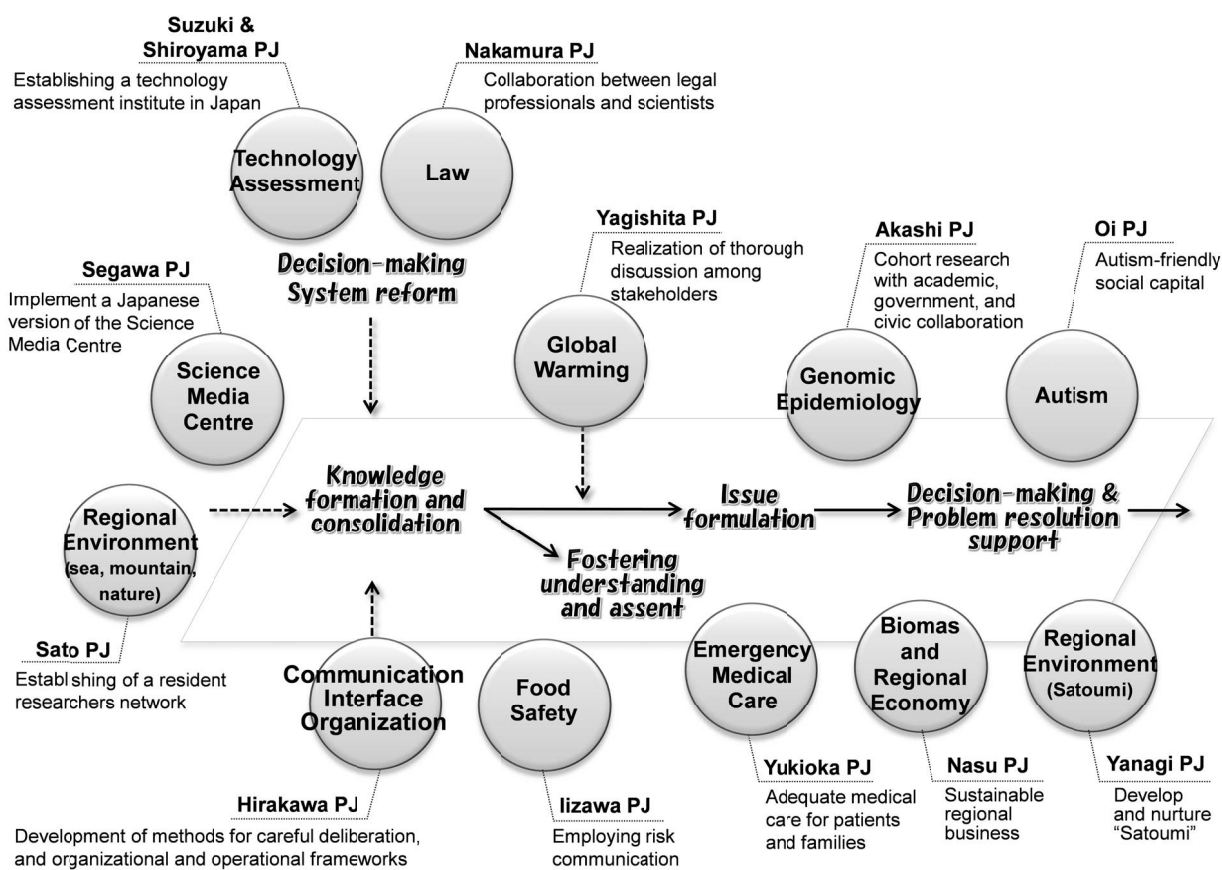 Suzuki &
Shiroyama PJ
Establishing a technology
assessment institute in Japan
Technology
Assessment
Nakamura PJ
Collaboration between legal
professionals and scientists
Law
Decision-making
System reform
Segawa PJ
Implement a Japanese
version of the Science
Media Centre
Science
Media
Centre
Yagishita PJ
Realization of thorough
discussion among
stakeholders
Global
Warming
Akashi PJ
Cohort research
with academic,
government, and
civic collaboration
Genomic
Epidemiology
Oi PJ
Autism-friendly
social capital
Autism
Regional
Environment
(sea, mountain,
nature)
Sato PJ
Establishing of a resident
researchers network
Knowledge
formation and
consolidation
Issue
formulation
Decision-making &
Problem resolution
support
Fostering
understanding
and assent
Communication
Interface
Organization
Hirakawa PJ
Development of methods for careful deliberation,
and organizational and operational frameworks
Food
Safety
Iizawa PJ
Employing risk
communication
Emergency
Medical
Care
Yukioka PJ
Adequate medical
care for patients
and families
Biomas
and
Regional
Economy
Nasu PJ
Sustainable
regional
business
Regional
Environment
(Satoumi)
Yanagi PJ
Develop
and nurture
“Satoumi”